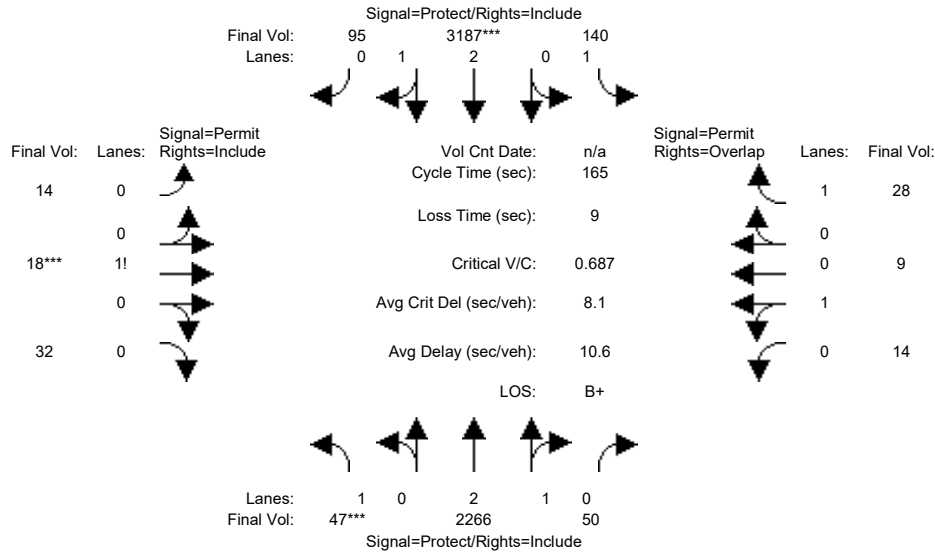 Signal=Protect/Rights=Include
Final Vol: 95 3187*** 140
Lanes: 0 1 2 0 1
Signal=Permit Signal=Permit
Final Vol: Lanes: Rights=Include Vol Cnt Date: n/a Rights=Overlap Lanes: Final Vol:
Cycle Time (sec): 165
14 0 1 28
Loss Time (sec): 9
0 0
18*** 1! Critical V/C: 0.687 0 9
0 Avg Crit Del (sec/veh): 8.1 1
32 0 Avg Delay (sec/veh): 10.6 0 14
LOS: B+
Lanes: 1 0 2 1 0
Final Vol: 47*** 2266 50
Signal=Protect/Rights=Include